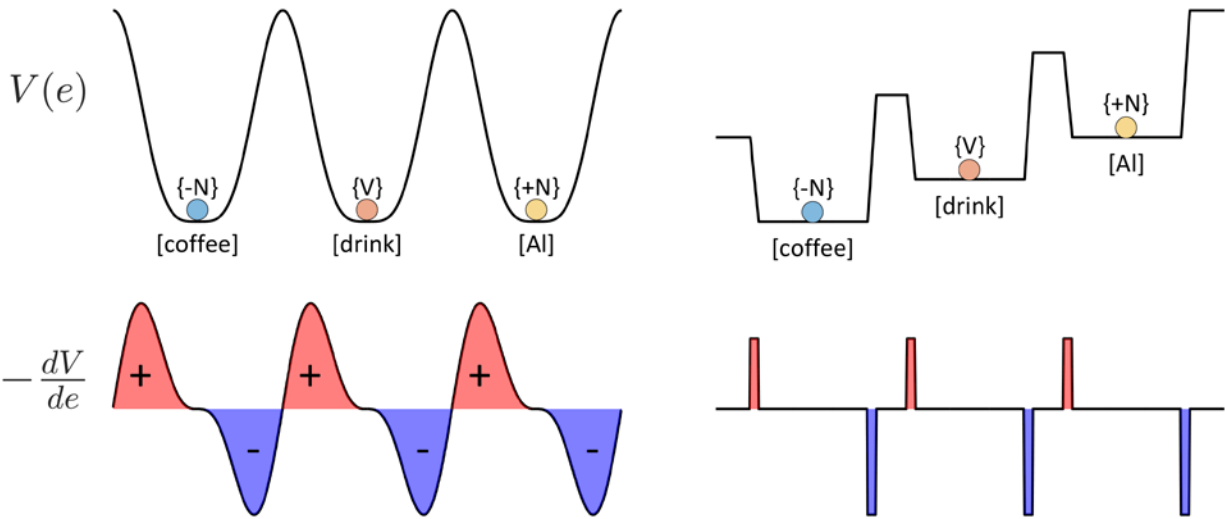 V(e)
{-N} {V} {+N}
[coffee] [drink] [Al]
{+N}
[Al]
{V}
[drink]
{-N}
[coffee]
-dV/de
+ + +
- - -